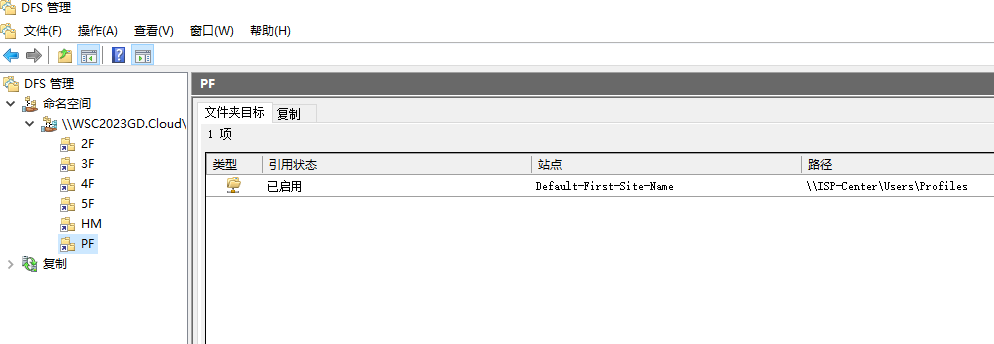 DFS 管理
文件(F) 操作(A) 查看(V) 窗口(W) 帮助(H)
DFS 管理
命名空间
\\WSC2023GD.Cloud\
2F
3F
4F
5F
HM
PF
复制
PF
文件夹目标 复制
1 项
类型 引用状态 站点 路径
已启用 Default-First-Site-Name \\ISP-Center\Users\Profiles